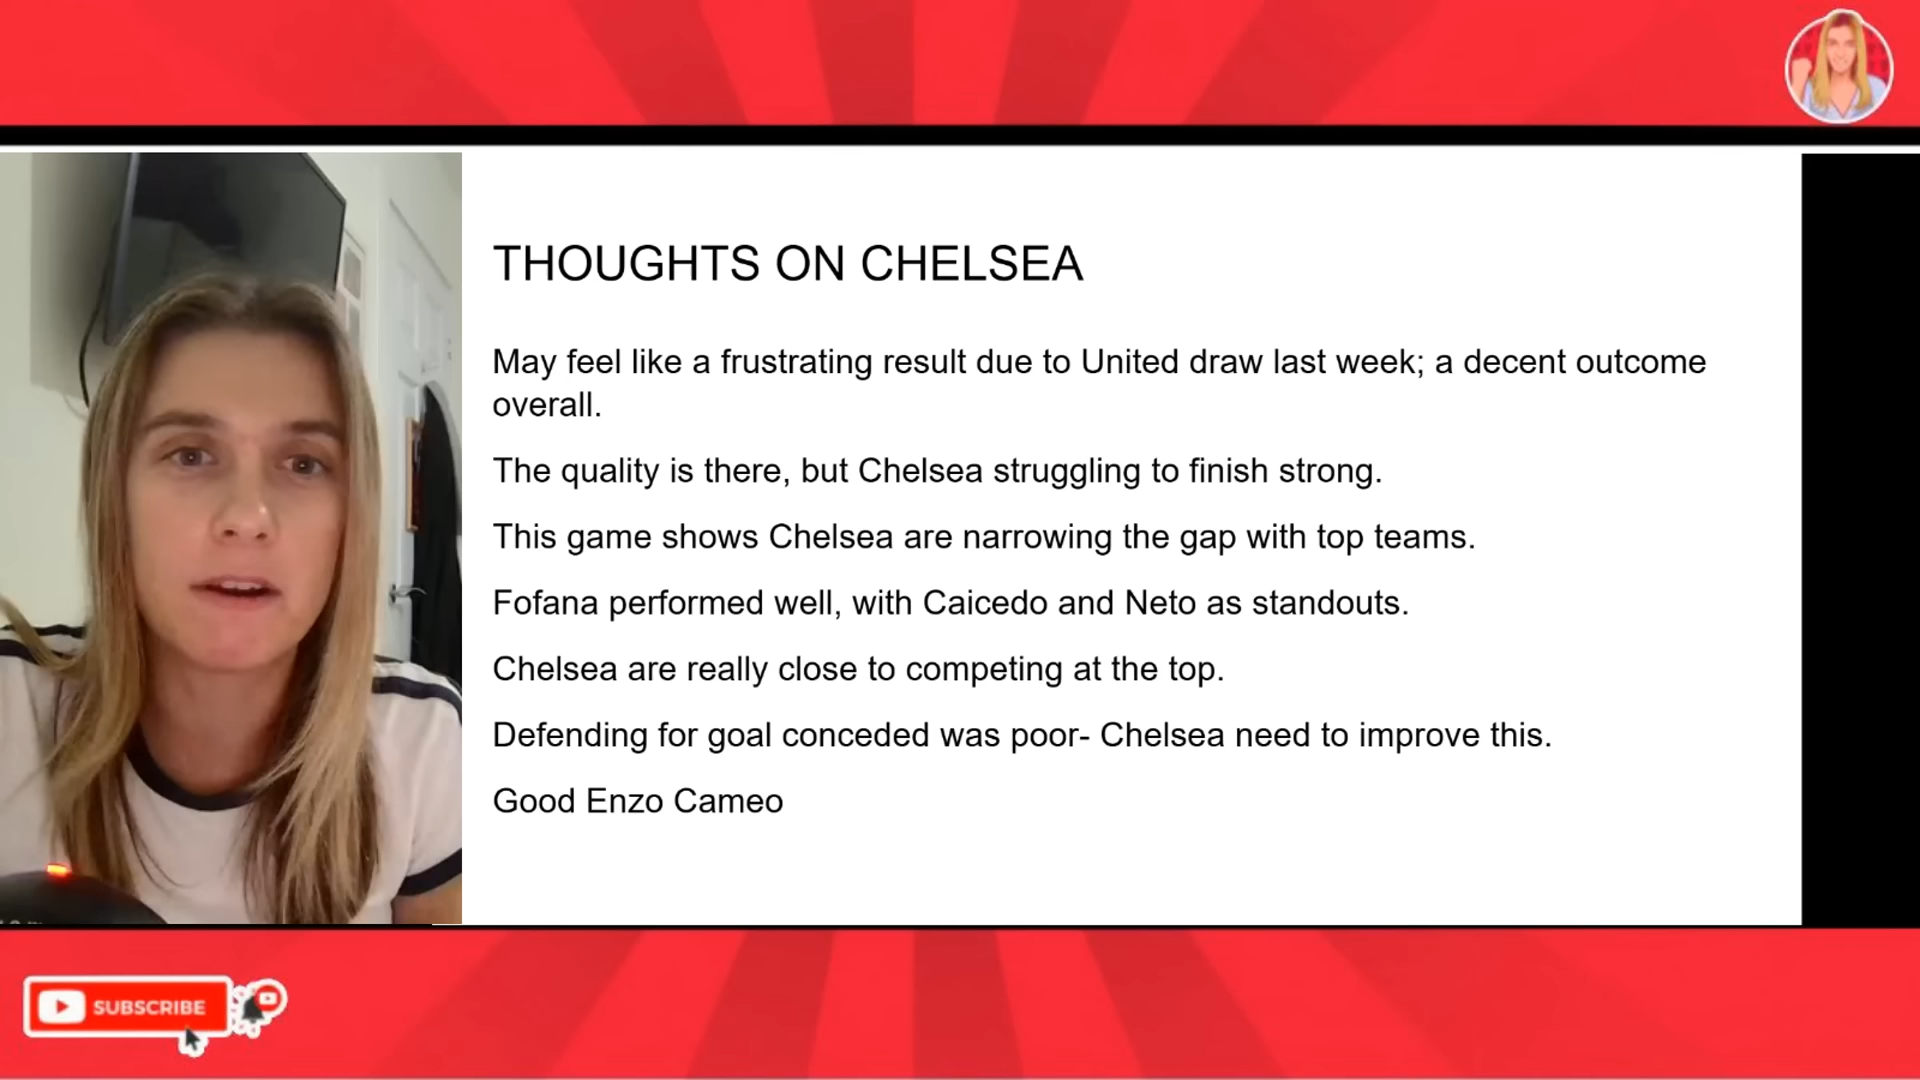 THOUGHTS ON CHELSEA
May feel like a frustrating result due to United draw last week; a decent outcome
overall.
The quality is there, but Chelsea struggling to finish strong.
This game shows Chelsea are narrowing the gap with top teams.
Fofana performed well, with Caicedo and Neto as standouts.
Chelsea are really close to competing at the top.
Defending for goal conceded was poor- Chelsea need to improve this.
Good Enzo Cameo
SUBSCRIBE